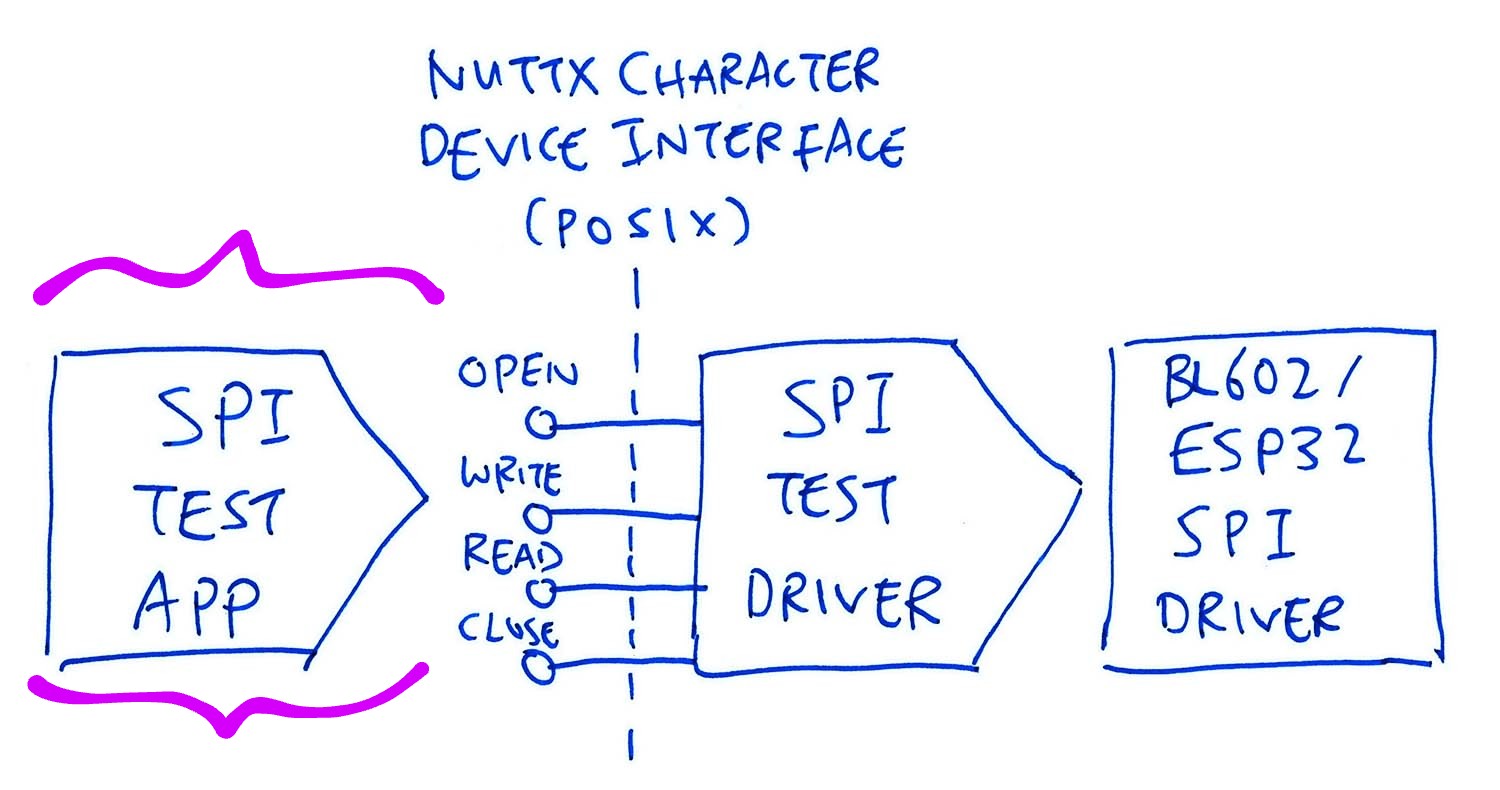 NUTTX CHARACTER
DEVICE INTERFACE
(POSIX)
SPI
TEST
APP
OPEN
WRITE
READ
CLOSE
SPI
TEST
DRIVER
BL602/
ESP32
SPI
DRIVER